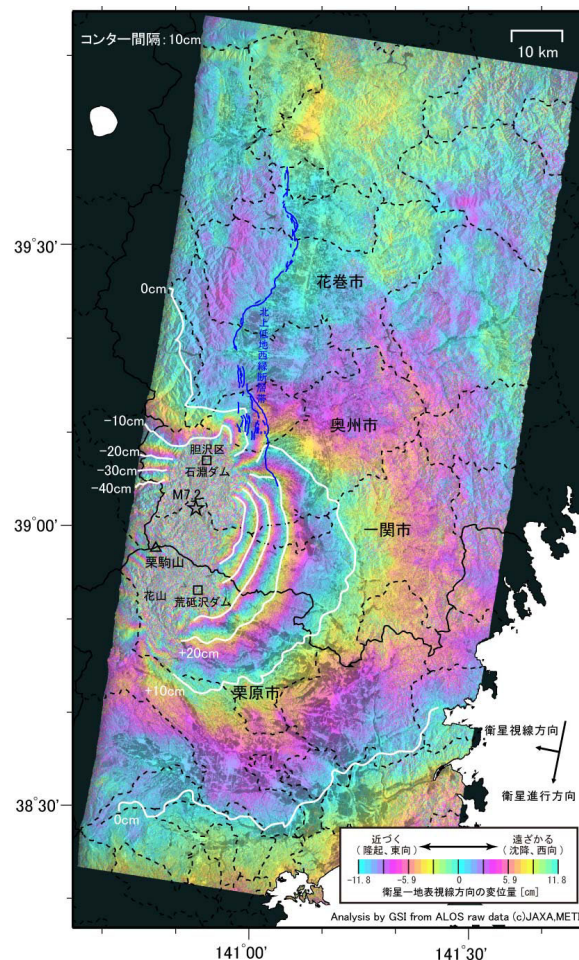 コンター間隔：10cm
10 km
39°30′
花巻市
0cm
北上低地西縁断層帯
奥州市
-10cm
-20cm
-30cm
-40cm
胆沢区
石淵ダム
M7.2
39°00′
一関市
栗駒山
花山
荒砥沢ダム
+20cm
+10cm
栗原市
衛星視線方向
衛星進行方向
38°30′
0cm
近づく
（隆起、東向）
遠ざかる
（沈降、西向）
-11.8 -5.9 0 5.9 11.8
衛星－地表視線方向の変位量 [cm]
Analysis by GSI from ALOS raw data (c)JAXA,METI
141°00′ 141°30′